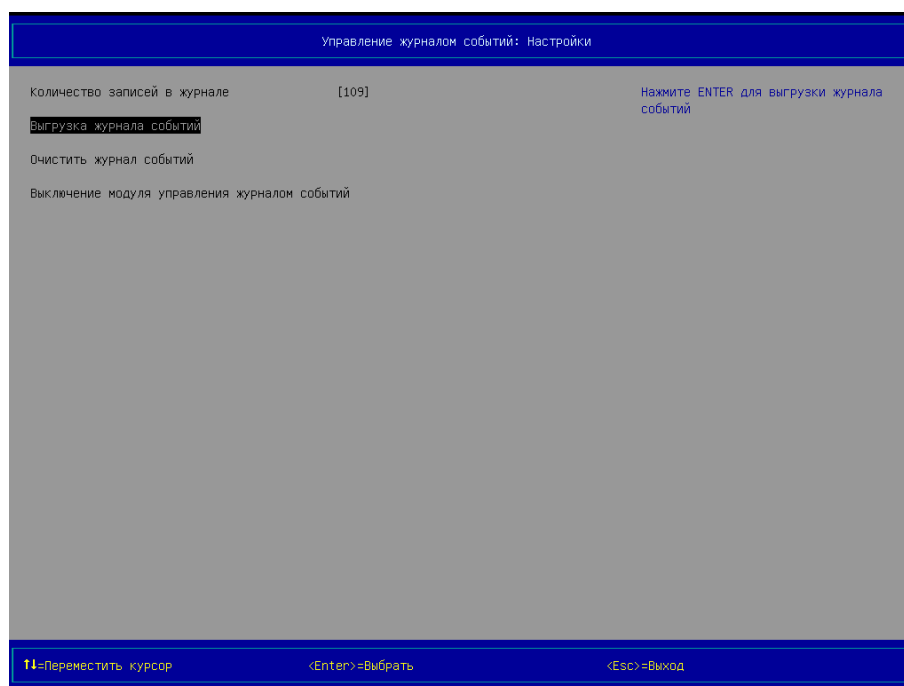 Управление журналом событий: Настройки
Количество записей в журнале [109]
Нажмите ENTER для выгрузки журнала
событий
Выгрузка журнала событий
Очистить журнал событий
Выключение модуля управления журналом событий
↑↓=Переместить курсор <Enter>=Выбрать <Esc>=Выход